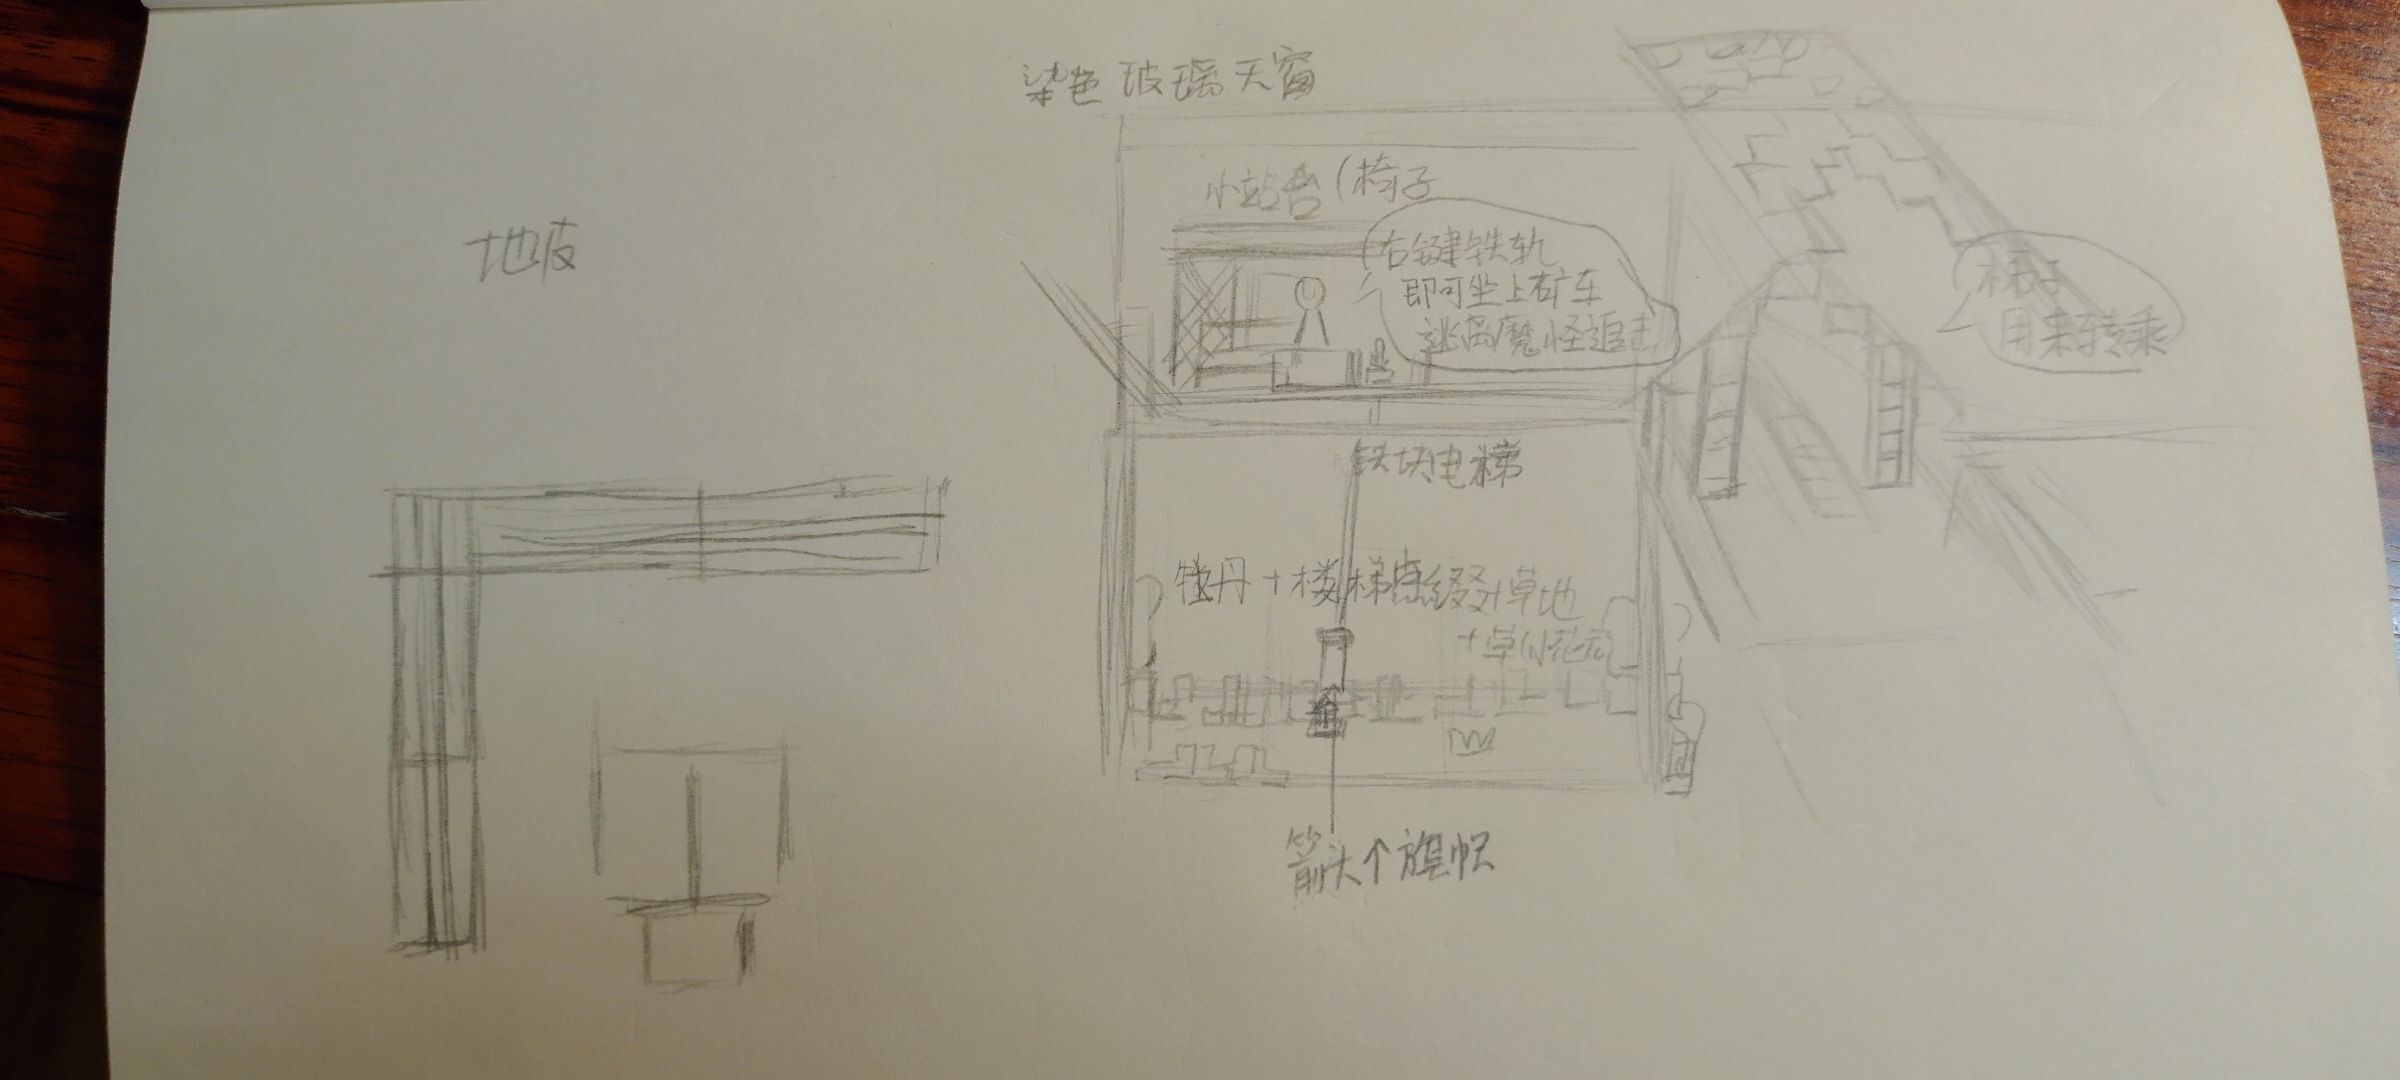 染色玻璃天窗
小站台(椅子
右键铁轨
即可坐上矿车
逃离魔怪追击
梯子
用来转乘
地皮
铁块电梯
牡丹+楼梯点缀+草地
+草小花
箭头个旗帜